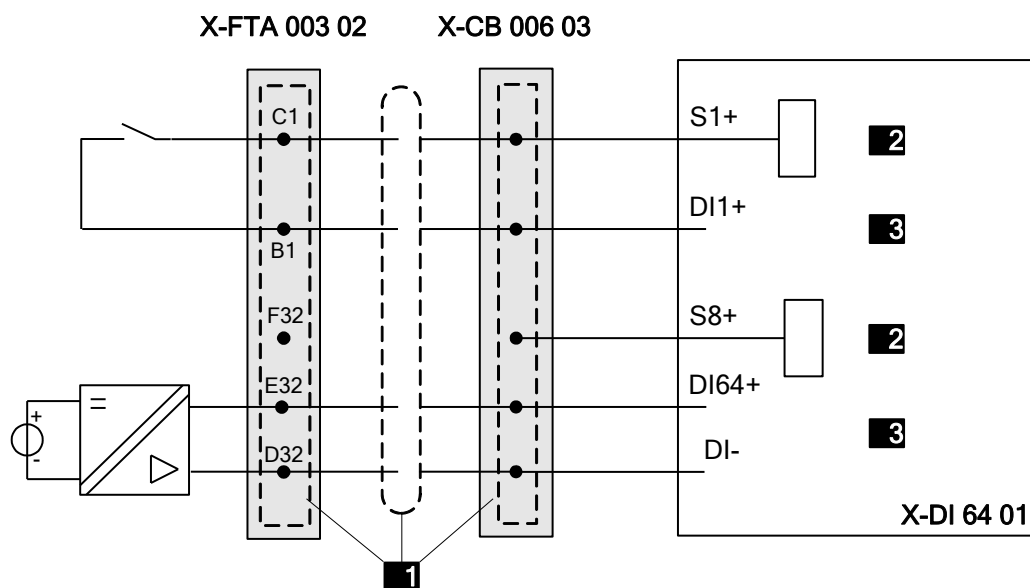 X-FTA 003 02
X-CB 006 03
C1
S1+
2
B1
DI1+
3
F32
S8+
2
E32
DI64+
=
+
-
3
D32
DI-
X-DI 64 01
1